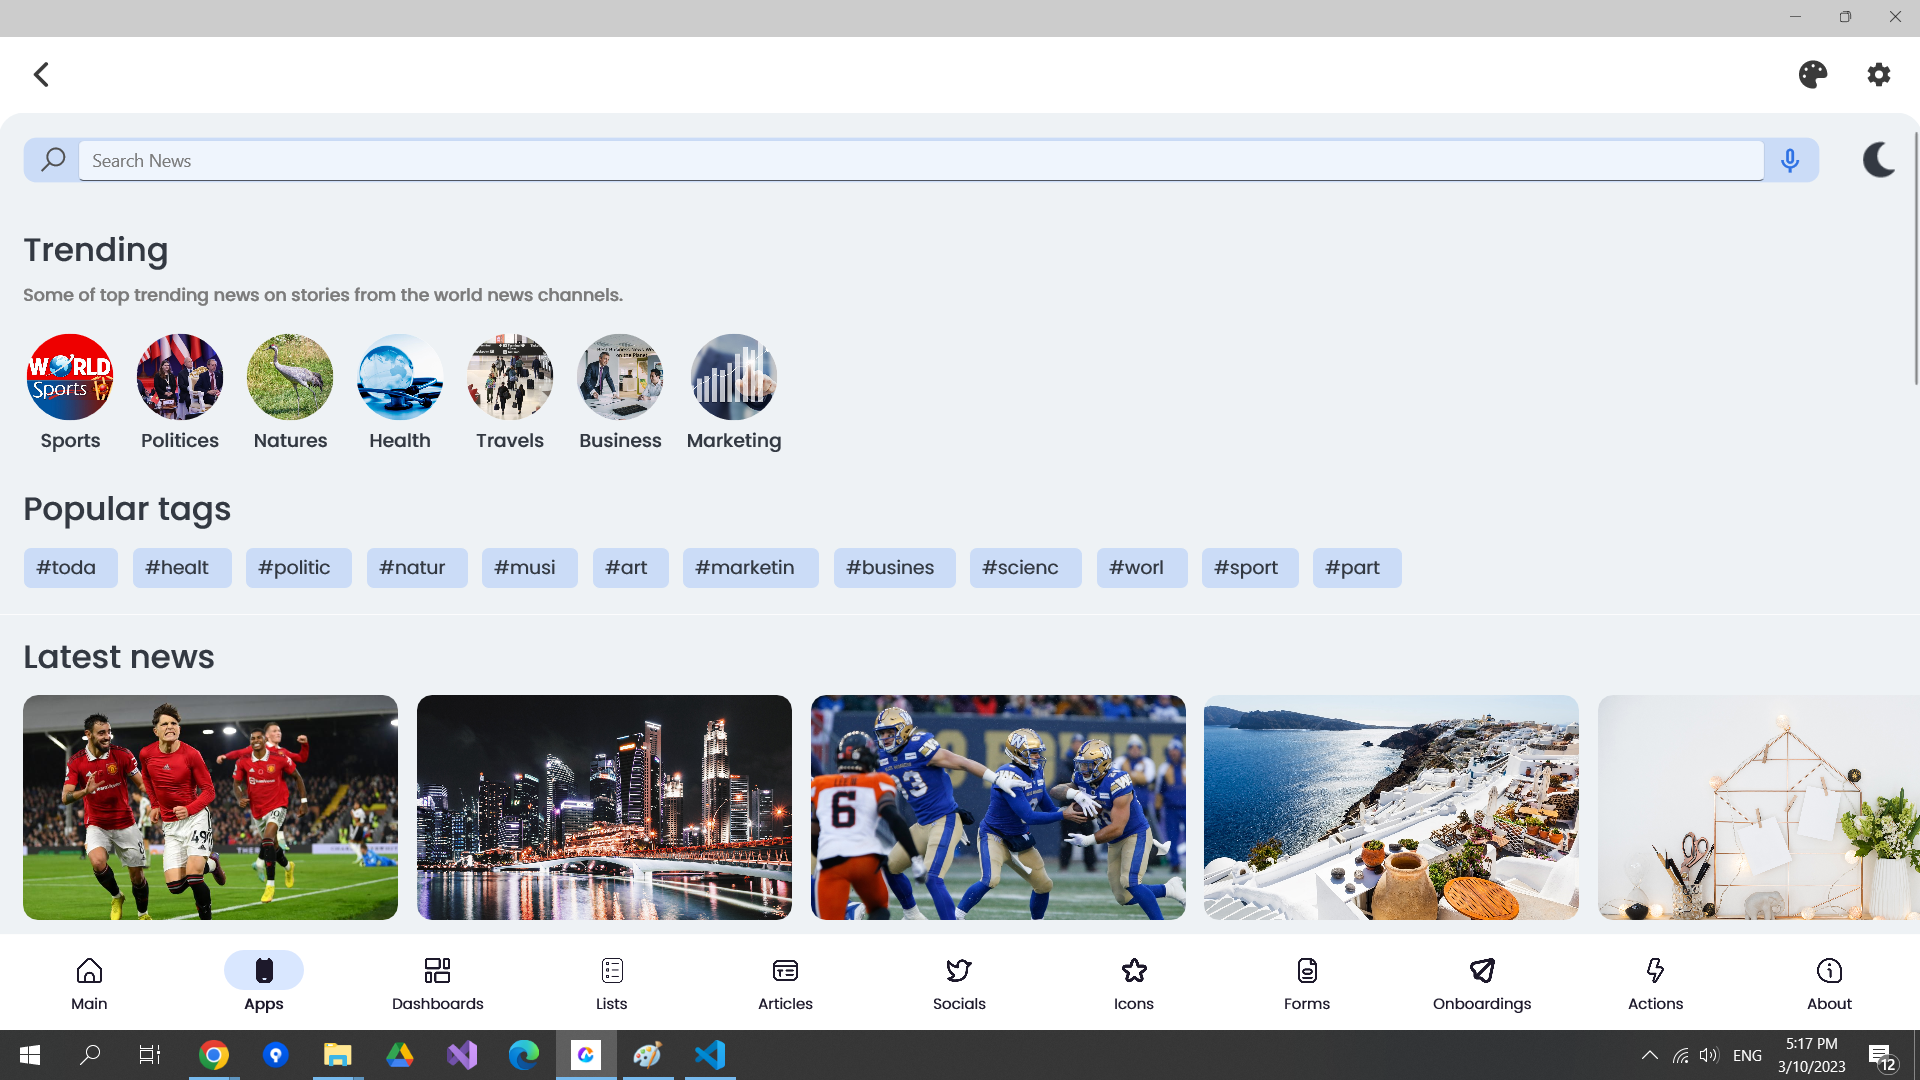 Search News
Trending
Some of top trending news on stories from the world news channels.
WORLD
Sports
Sports
Politices
Natures
Health
Travels
Business
Marketing
Popular tags
#toda
#healt
#politic
#natur
#musi
#art
#marketin
#busines
#scienc
#worl
#sport
#part
Latest news
49
6
Main
Apps
Dashboards
Lists
Articles
Socials
Icons
Forms
Onboardings
Actions
About
ENG
5:17 PM
3/10/2023
12